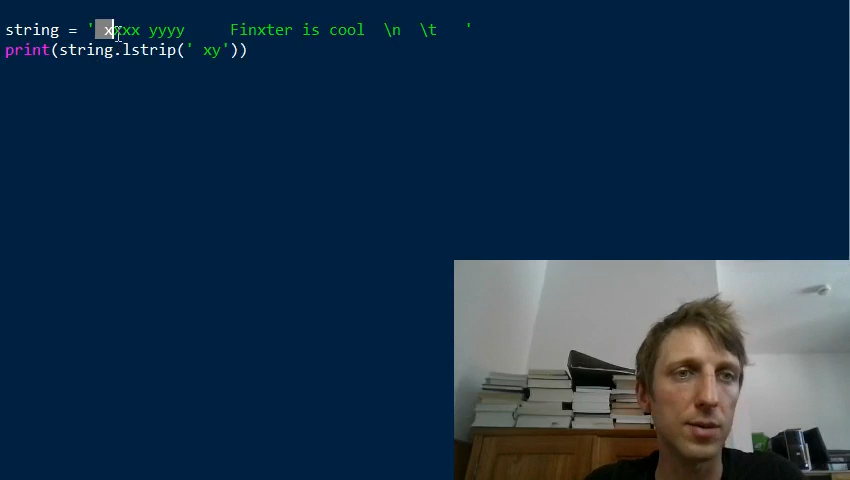 string = ' xxxx yyyy     Finxter is cool  \n  \t   '
print(string.lstrip(' xy'))